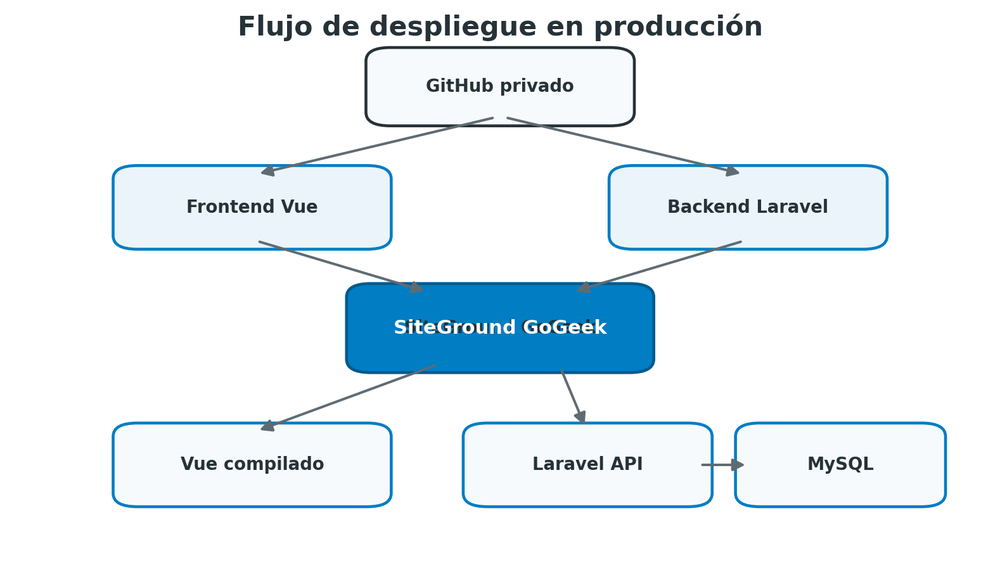 Flujo de despliegue en producción
GitHub privado
Frontend Vue
Backend Laravel
SiteGround GoGeek
Vue compilado
Laravel API
MySQL